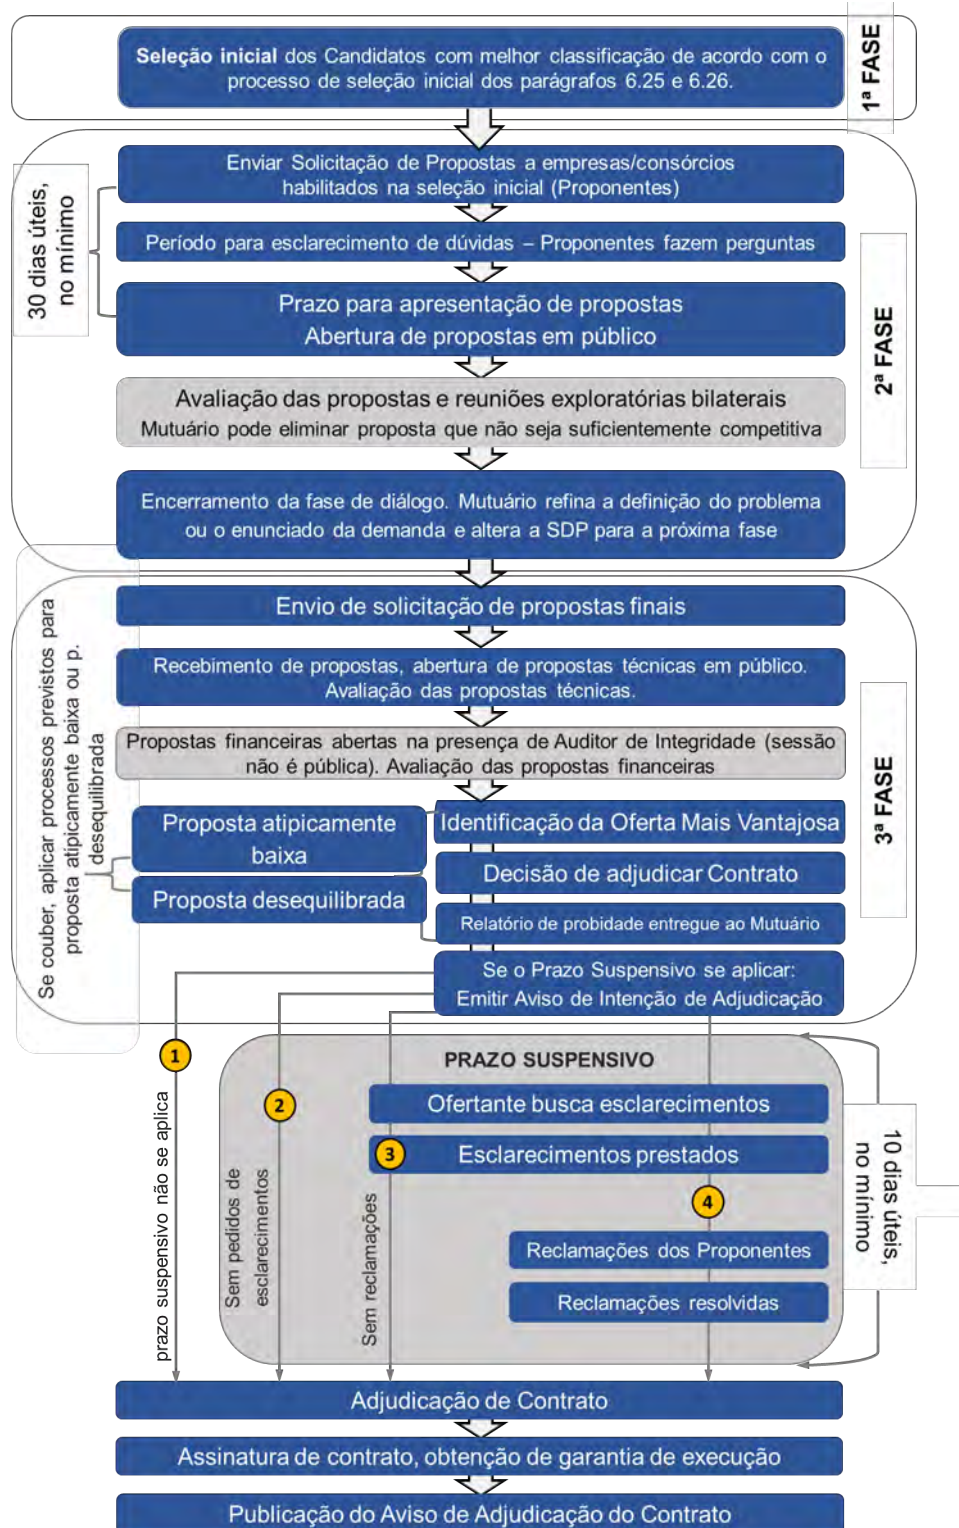 Seleção inicial dos Candidatos com melhor classificação de acordo com o
processo de seleção inicial dos parágrafos 6.25 e 6.26.
1ª FASE
Enviar Solicitação de Propostas a empresas/consórcios
habilitados na seleção inicial (Proponentes)
30 dias úteis,
no mínimo
Período para esclarecimento de dúvidas – Proponentes fazem perguntas
Prazo para apresentação de propostas
Abertura de propostas em público
2ª FASE
Avaliação das propostas e reuniões exploratórias bilaterais
Mutuário pode eliminar proposta que não seja suficientemente competitiva
Encerramento da fase de diálogo. Mutuário refina a definição do problema
ou o enunciado da demanda e altera a SDP para a próxima fase
Envio de solicitação de propostas finais
Recebimento de propostas, abertura de propostas técnicas em público.
Avaliação das propostas técnicas.
Propostas financeiras abertas na presença de Auditor de Integridade (sessão
não é pública). Avaliação das propostas financeiras
3ª FASE
Se couber, aplicar processos previstos para
proposta atipicamente baixa ou p.
desequilibrada
Proposta atipicamente
baixa
Proposta desequilibrada
Identificação da Oferta Mais Vantajosa
Decisão de adjudicar Contrato
Relatório de probidade entregue ao Mutuário
Se o Prazo Suspensivo se aplicar:
Emitir Aviso de Intenção de Adjudicação
1
prazo suspensivo não se aplica
PRAZO SUSPENSIVO
2
Sem pedidos de
esclarecimentos
Ofertante busca esclarecimentos
3
Esclarecimentos prestados
Sem reclamações
4
Reclamações dos Proponentes
Reclamações resolvidas
10 dias úteis,
no mínimo
Adjudicação de Contrato
Assinatura de contrato, obtenção de garantia de execução
Publicação do Aviso de Adjudicação do Contrato